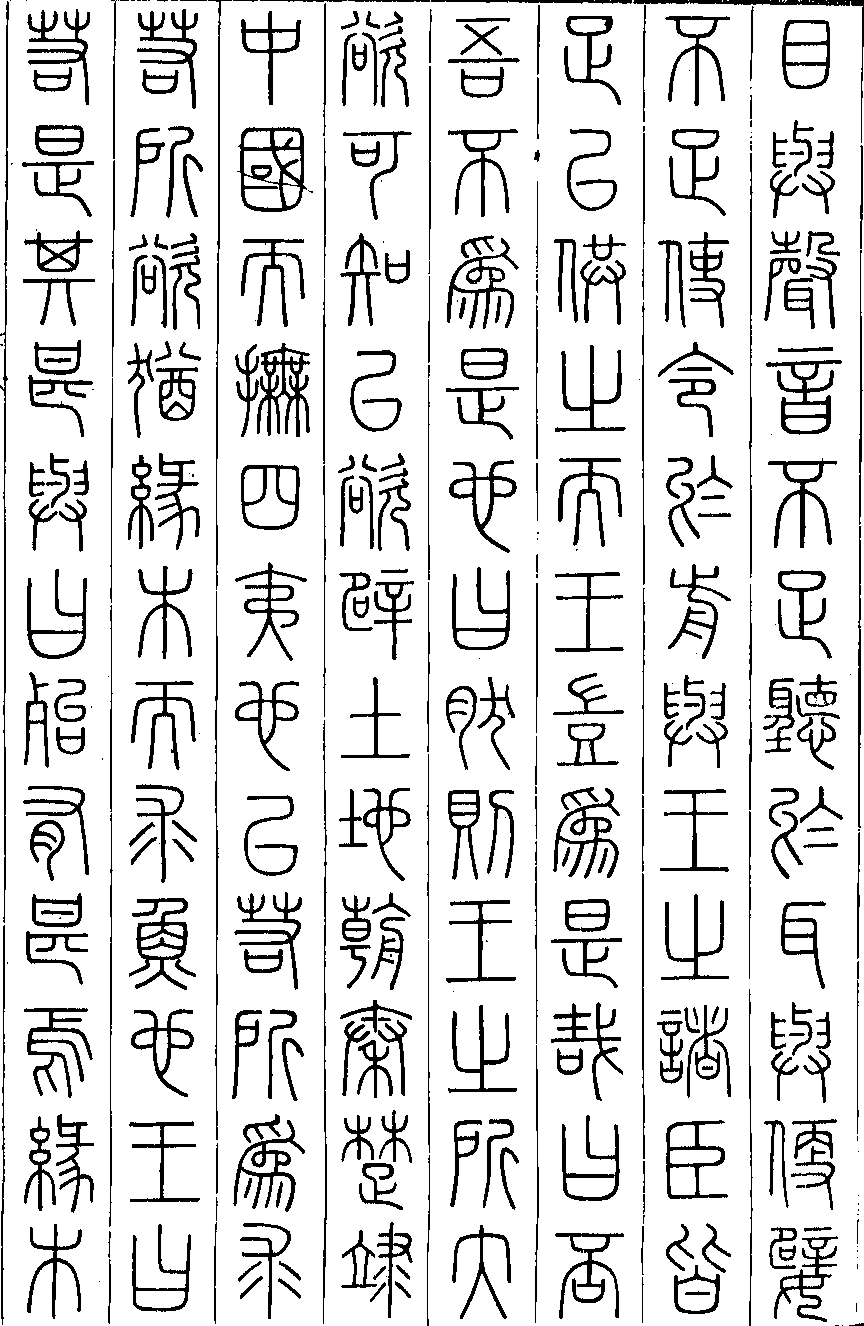 目與聲音不足聽於耳與便嬖
不足使令於前與王之諸臣皆
足以供之而王豈為是哉曰否
吾不為是也曰然則王之所大
欲可知已欲辟土地朝秦楚莅
中國而撫四夷也以若所為求
若所欲猶緣木而求魚也王曰
若是其甚與曰殆有甚焉緣木